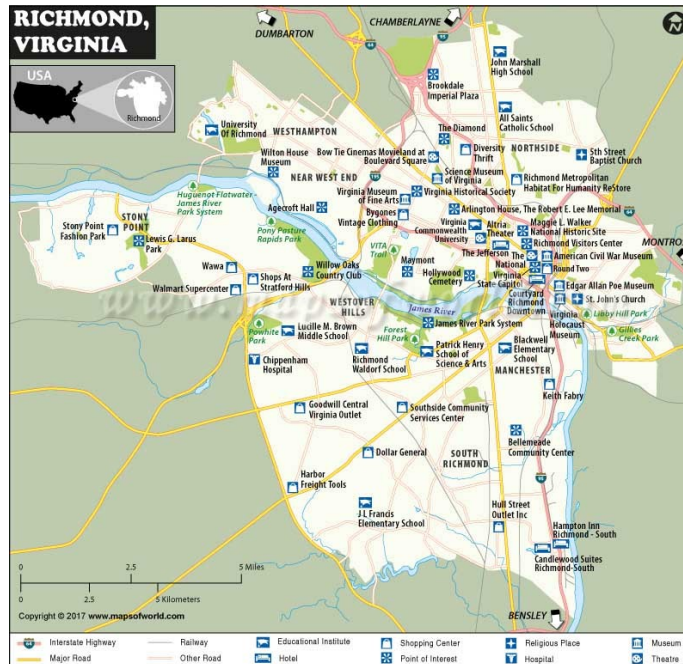 RICHMOND,
VIRGINIA
USA
Richmond
DUMBARTON
CHAMBERLAYNE
64
95
N
John Marshall
High School
Brookdale
Imperial Plaza
All Saints
Catholic School
University
Of Richmond
WESTHAMPTON
The Diamond
NORTHSIDE
Wilton House
Museum
Bow Tie Cinemas Movieland at
Boulevard Square
Diversity
Thrift
5th Street
Baptist Church
NEAR WEST END
195
Science Museum
of Virginia
Richmond Metropolitan
Habitat For Humanity ReStore
Huguenot Flatwater-
James River
Park System
Virginia Museum
of Fine Arts
Virginia Historical Society
Agecroft Hall
Bygones
Vintage Clothing
Arlington House, The Robert E. Lee Memorial
STONY
POINT
Stony Point
Fashion Park
Pony Pasture
Rapids Park
Virginia
Commonwealth
University
Altria
Theater
Maggie L. Walker
National Historic Site
Lewis G. Larus
Park
VITA
Trail
Richmond Visitors Center
MONTROS
The Jefferson
The
National
American Civil War Museum
Wawa
Willow Oaks
Country Club
Maymont
Hollywood
Cemetery
Virginia
State Capitol
Round Two
Shops At
Stratford Hills
Walmart Supercenter
Edgar Allan Poe Museum
Courtyard
Richmond
Downtown
St. John's Church
www.mapsofworld.com
WESTOVER
HILLS
James River
Libby Hill Park
Virginia
Holocaust
Museum
Gillies
Creek Park
James River Park System
Powhite
Park
Lucille M. Brown
Middle School
Forest
Hill Park
Patrick Henry
School of
Science & Arts
Blackwell
Elementary
School
Chippenham
Hospital
Richmond
Waldorf School
MANCHESTER
Keith Fabry
Goodwill Central
Virginia Outlet
Southside Community
Services Center
Bellemeade
Community Center
Dollar General
SOUTH
RICHMOND
Harbor
Freight Tools
95
J L Francis
Elementary School
Hull Street
Outlet Inc
Hampton Inn
Richmond - South
Candlewood Suites
Richmond-South
0 2.5 5 Miles
0 2.5 5 Kilometers
BENSLEY
Copyright © 2017 www.mapsofworld.com
Interstate Highway
Railway
Educational Institute
Shopping Center
Religious Place
Museum
Major Road
Other Road
Hotel
Point of Interest
Hospital
Theatre